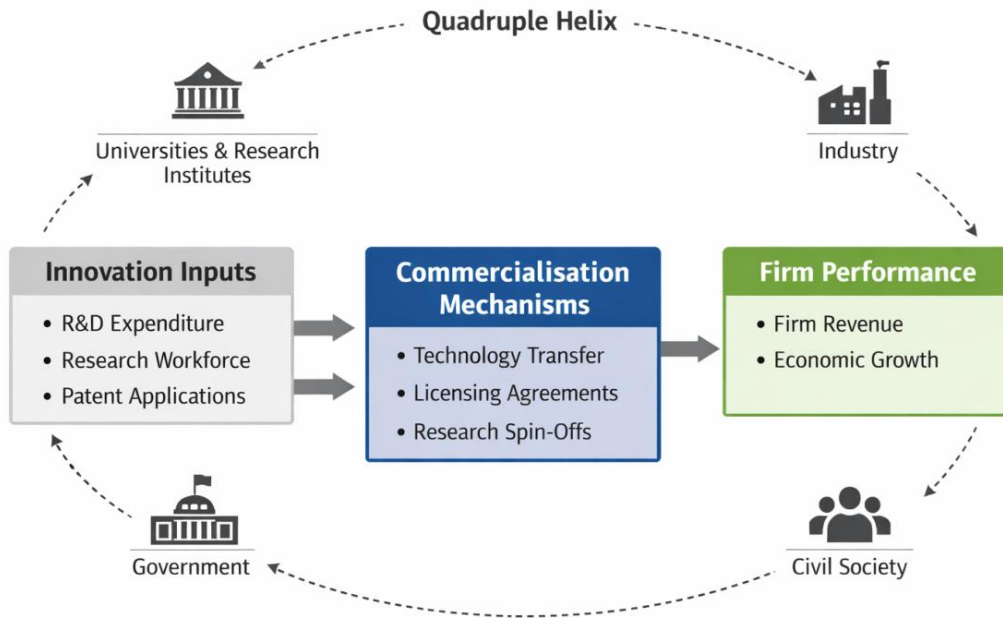 Quadruple Helix
Universities & Research
Institutes
Industry
Innovation Inputs
• R&D Expenditure
• Research Workforce
• Patent Applications
Commercialisation
Mechanisms
• Technology Transfer
• Licensing Agreements
• Research Spin-Offs
Firm Performance
• Firm Revenue
• Economic Growth
Government
Civil Society